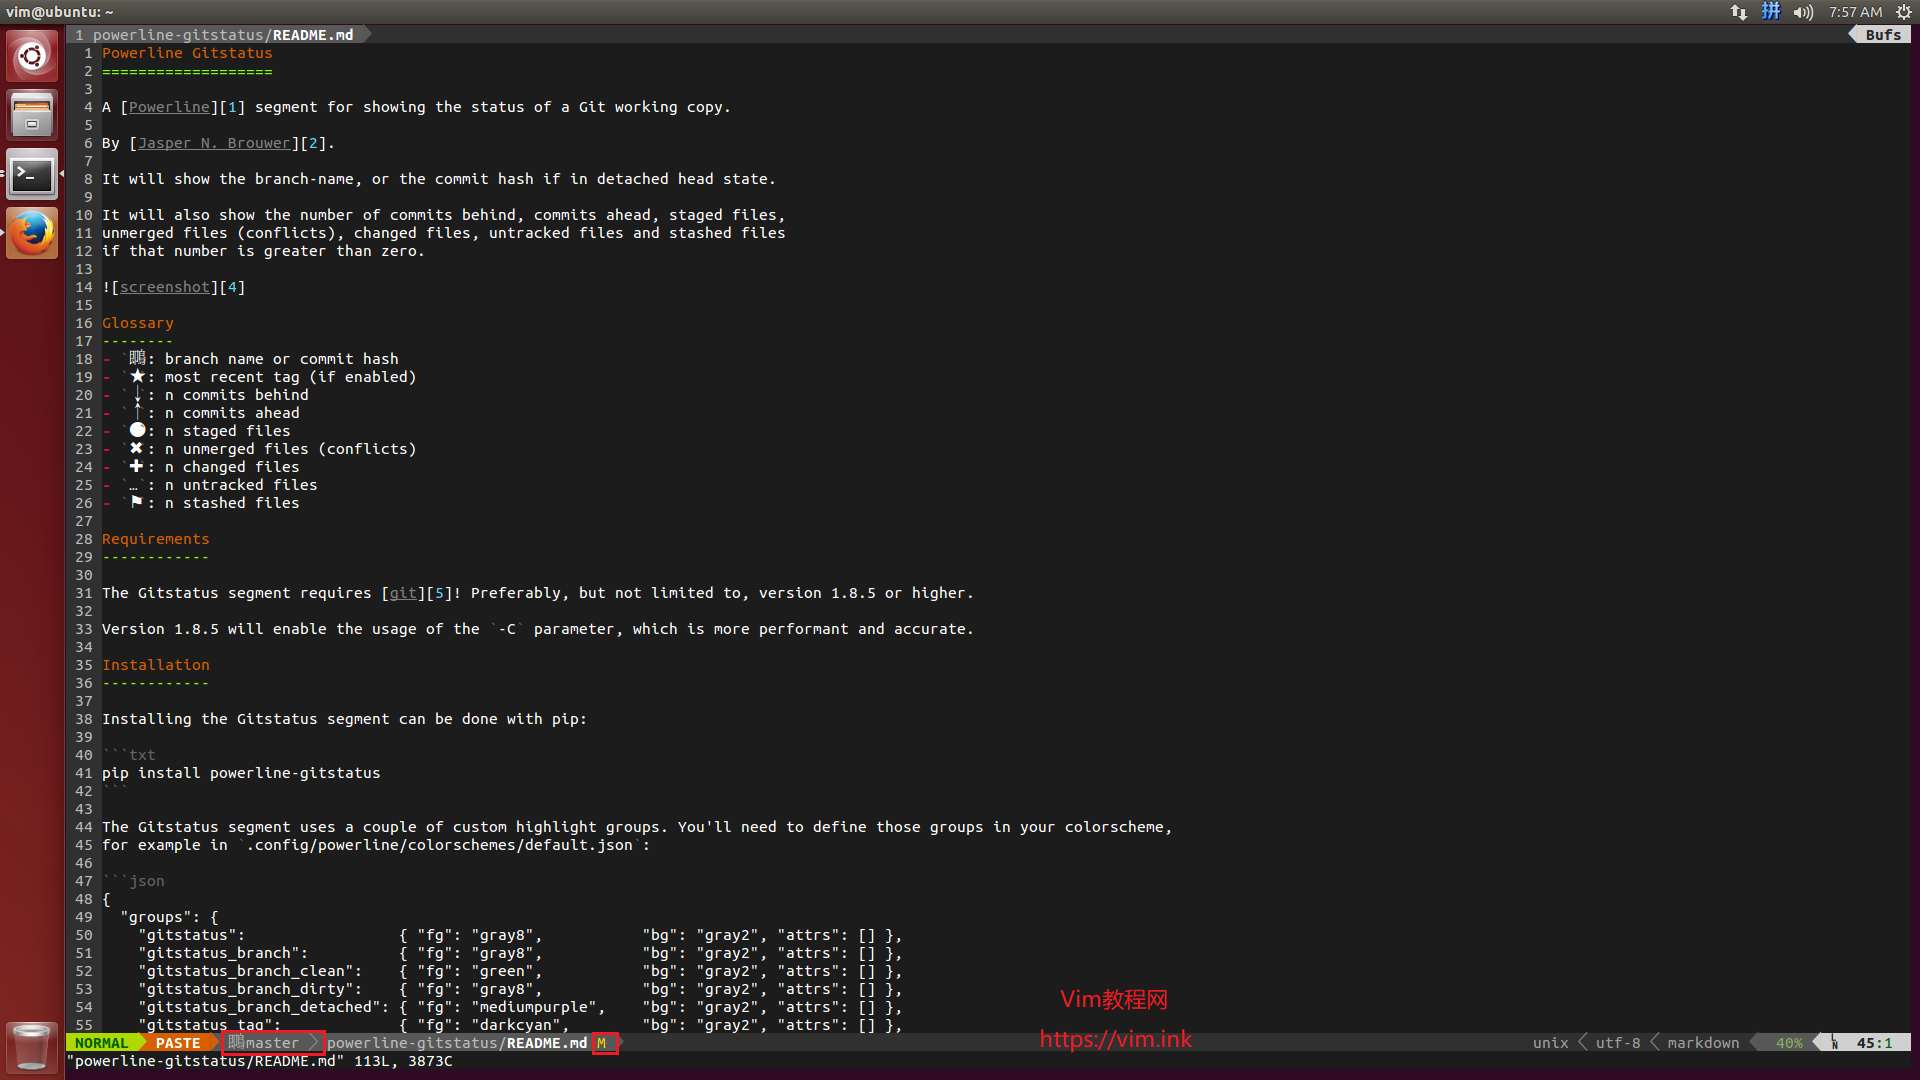 vim@ubuntu: ~
拼 7:57 AM
1 powerline-gitstatus/README.md Bufs
1 Powerline Gitstatus
2 ===================
3
4 A [Powerline][1] segment for showing the status of a Git working copy.
5
6 By [Jasper N. Brouwer][2].
7
8 It will show the branch-name, or the commit hash if in detached head state.
9
10 It will also show the number of commits behind, commits ahead, staged files,
11 unmerged files (conflicts), changed files, untracked files and stashed files
12 if that number is greater than zero.
13
14 ![screenshot][4]
15
16 Glossary
17 --------
18 - ` `: branch name or commit hash
19 - `★`: most recent tag (if enabled)
20 - `↓`: n commits behind
21 - `↑`: n commits ahead
22 - `●`: n staged files
23 - `✖`: n unmerged files (conflicts)
24 - `✚`: n changed files
25 - `…`: n untracked files
26 - `⚑`: n stashed files
27
28 Requirements
29 ------------
30
31 The Gitstatus segment requires [git][5]! Preferably, but not limited to, version 1.8.5 or higher.
32
33 Version 1.8.5 will enable the usage of the `-C` parameter, which is more performant and accurate.
34
35 Installation
36 ------------
37
38 Installing the Gitstatus segment can be done with pip:
39
40 ```txt
41 pip install powerline-gitstatus
42 ```
43
44 The Gitstatus segment uses a couple of custom highlight groups. You'll need to define those groups in your colorscheme,
45 for example in `.config/powerline/colorschemes/default.json`:
46
47 ```json
48 {
49   "groups": {
50     "gitstatus":                 { "fg": "gray8",           "bg": "gray2", "attrs": [] },
51     "gitstatus_branch":          { "fg": "gray8",           "bg": "gray2", "attrs": [] },
52     "gitstatus_branch_clean":    { "fg": "green",           "bg": "gray2", "attrs": [] },
53     "gitstatus_branch_dirty":    { "fg": "gray8",           "bg": "gray2", "attrs": [] },
54     "gitstatus_branch_detached": { "fg": "mediumpurple",    "bg": "gray2", "attrs": [] },
55     "gitstatus_tag":             { "fg": "darkcyan",        "bg": "gray2", "attrs": [] },
Vim教程网
https://vim.ink
NORMAL PASTE master powerline-gitstatus/README.md M unix utf-8 markdown 40% LN 45:1
"powerline-gitstatus/README.md" 113L, 3873C